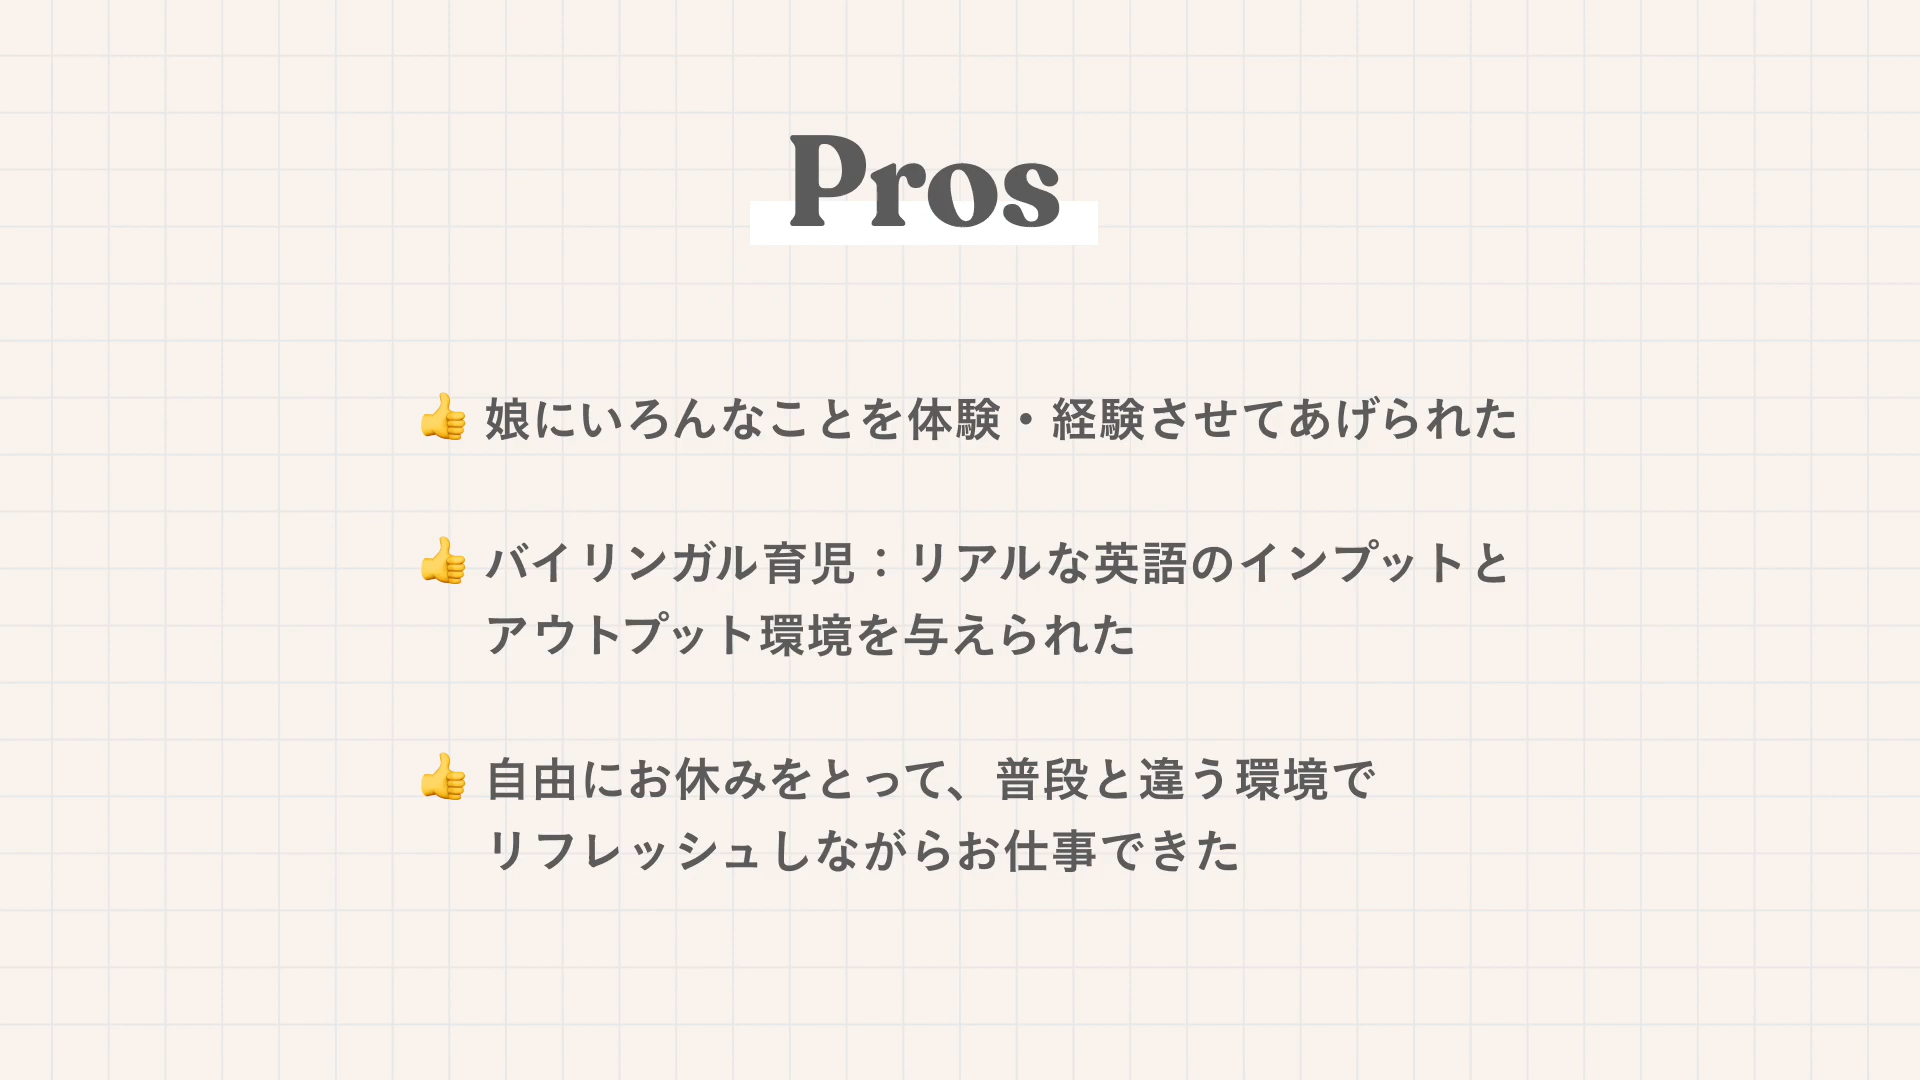 Pros
👍 娘にいろんなことを体験・経験させてあげられた
👍 バイリンガル育児：リアルな英語のインプットと
アウトプット環境を与えられた
👍 自由にお休みをとって、普段と違う環境で
リフレッシュしながらお仕事できた